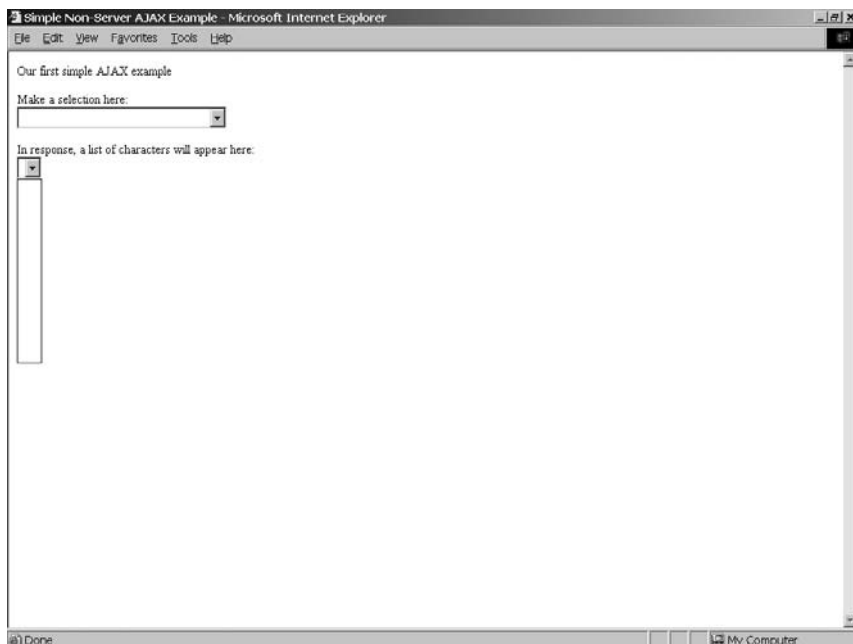 Simple Non-Server AJAX Example - Microsoft Internet Explorer
File Edit View Favorites Tools Help
Our first simple AJAX example
Make a selection here:
In response, a list of characters will appear here:
Done
My Computer